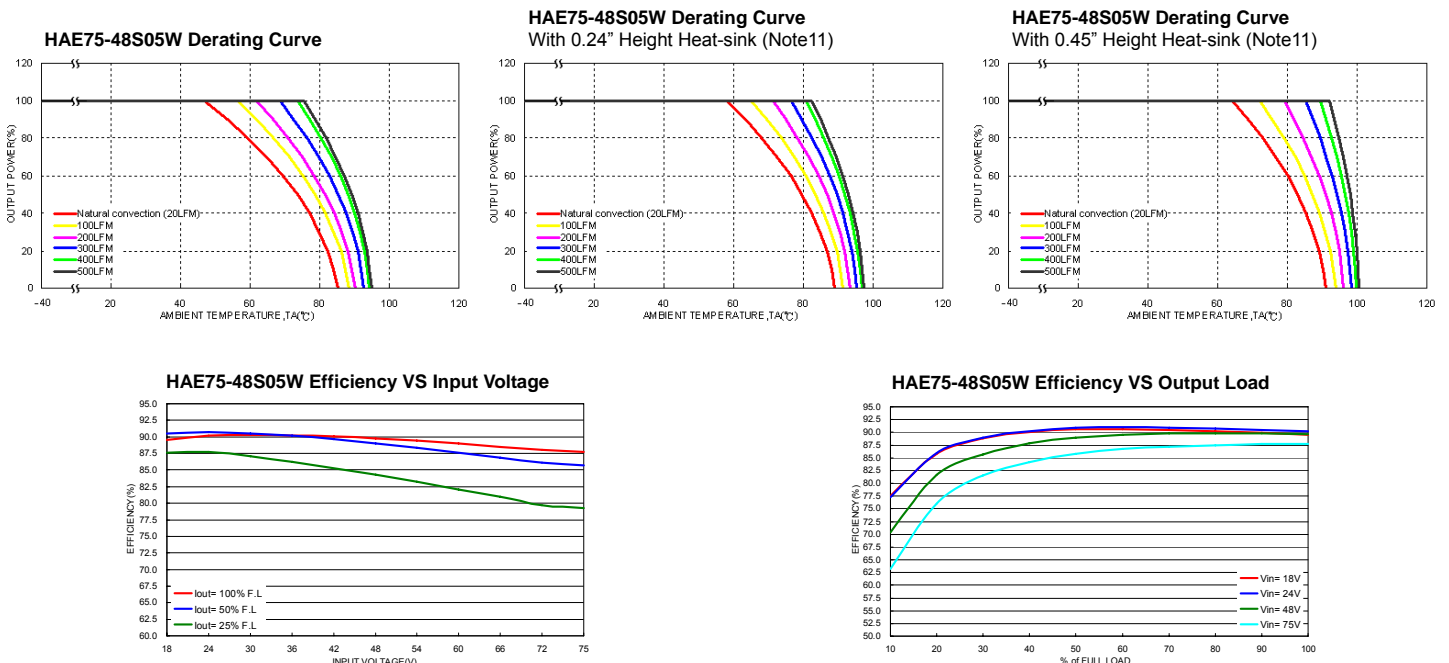 HAE75-48S05W Derating Curve
120
100
80
60
40
20
0
OUTPUT POWER(%)
Natural convection (20LFM)
100LFM
200LFM
300LFM
400LFM
500LFM
-40 20 40 60 80 100 120
AMBIENT TEMPERATURE ,TA(℃)
HAE75-48S05W Derating Curve
With 0.24” Height Heat-sink (Note11)
120
100
80
60
40
20
0
OUTPUT POWER(%)
Natural convection (20LFM)
100LFM
200LFM
300LFM
400LFM
500LFM
-40 20 40 60 80 100 120
AMBIENT TEMPERATURE ,TA(℃)
HAE75-48S05W Derating Curve
With 0.45” Height Heat-sink (Note11)
120
100
80
60
40
20
0
OUTPUT POWER(%)
Natural convection (20LFM)
100LFM
200LFM
300LFM
400LFM
500LFM
-40 20 40 60 80 100 120
AMBIENT TEMPERATURE ,TA(℃)
HAE75-48S05W Efficiency VS Input Voltage
95.0
92.5
90.0
87.5
85.0
82.5
80.0
77.5
75.0
72.5
70.0
67.5
65.0
62.5
60.0
EFFICIENCY(%)
Iout= 100% F.L
Iout= 50% F.L
Iout= 25% F.L
18 24 30 36 42 48 54 60 66 72 75
INPUT VOLTAGE(V)
HAE75-48S05W Efficiency VS Output Load
95.0
92.5
90.0
87.5
85.0
82.5
80.0
77.5
75.0
72.5
70.0
67.5
65.0
62.5
60.0
57.5
55.0
52.5
50.0
EFFICIENCY(%)
Vin= 18V
Vin= 24V
Vin= 48V
Vin= 75V
10 20 30 40 50 60 70 80 90 100
% of FULL LOAD